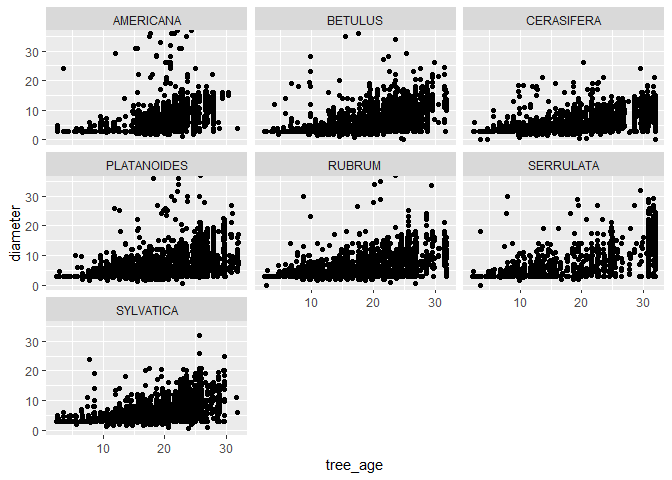 AMERICANA BETULUS CERASIFERA
30
20
10
0
PLATANOIDES RUBRUM SERRULATA
30
20
10
0
10 20 30 10 20 30
SYLVATICA
30
20
10
0
10 20 30
diameter
tree_age